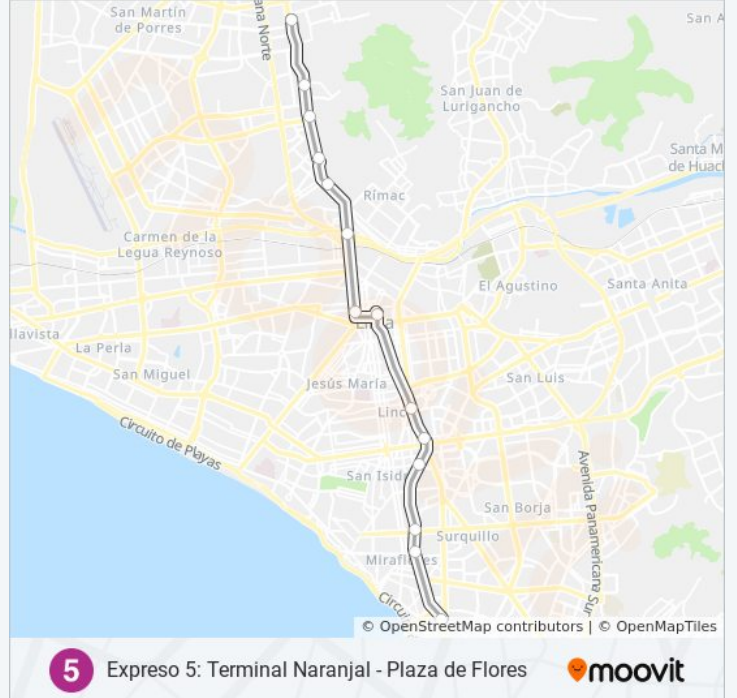 San Martín
de Porres
ana Norte
San A
San Juan de
Lurigancho
Santa M
de Huac
Rímac
Carmen de la
Legua Reynoso
El Agustino
Santa Anita
llavista
La Perla
San Miguel
Jesús María
San Luis
Linc
Circuito de Playas
San Isid
San Borja
Avenida Panamericana Sur
Surquillo
Miraflores
Circui
© OpenStreetMap contributors | © OpenMapTiles
5 Expreso 5: Terminal Naranjal - Plaza de Flores moovit